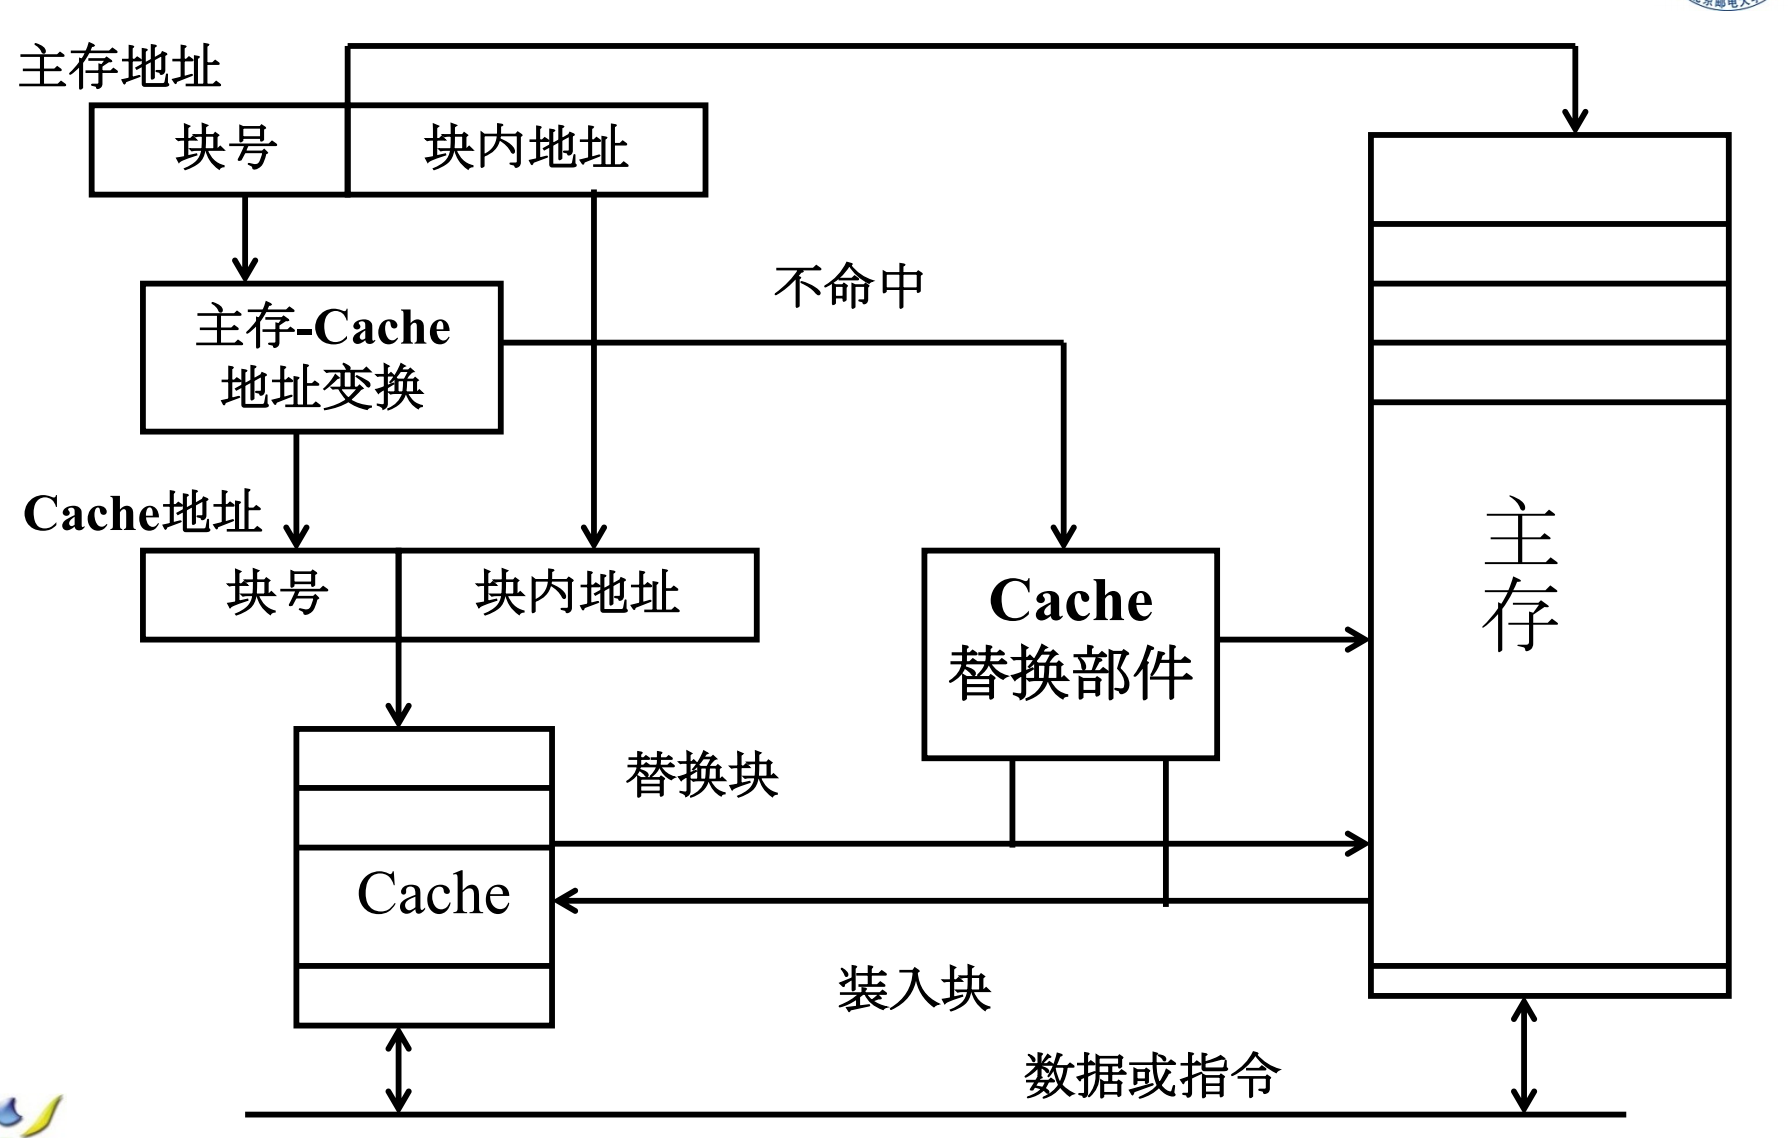 主存地址
块号
块内地址
不命中
主存-Cache
地址变换
Cache地址
块号
块内地址
Cache
替换部件
主
存
替换块
Cache
装入块
数据或指令